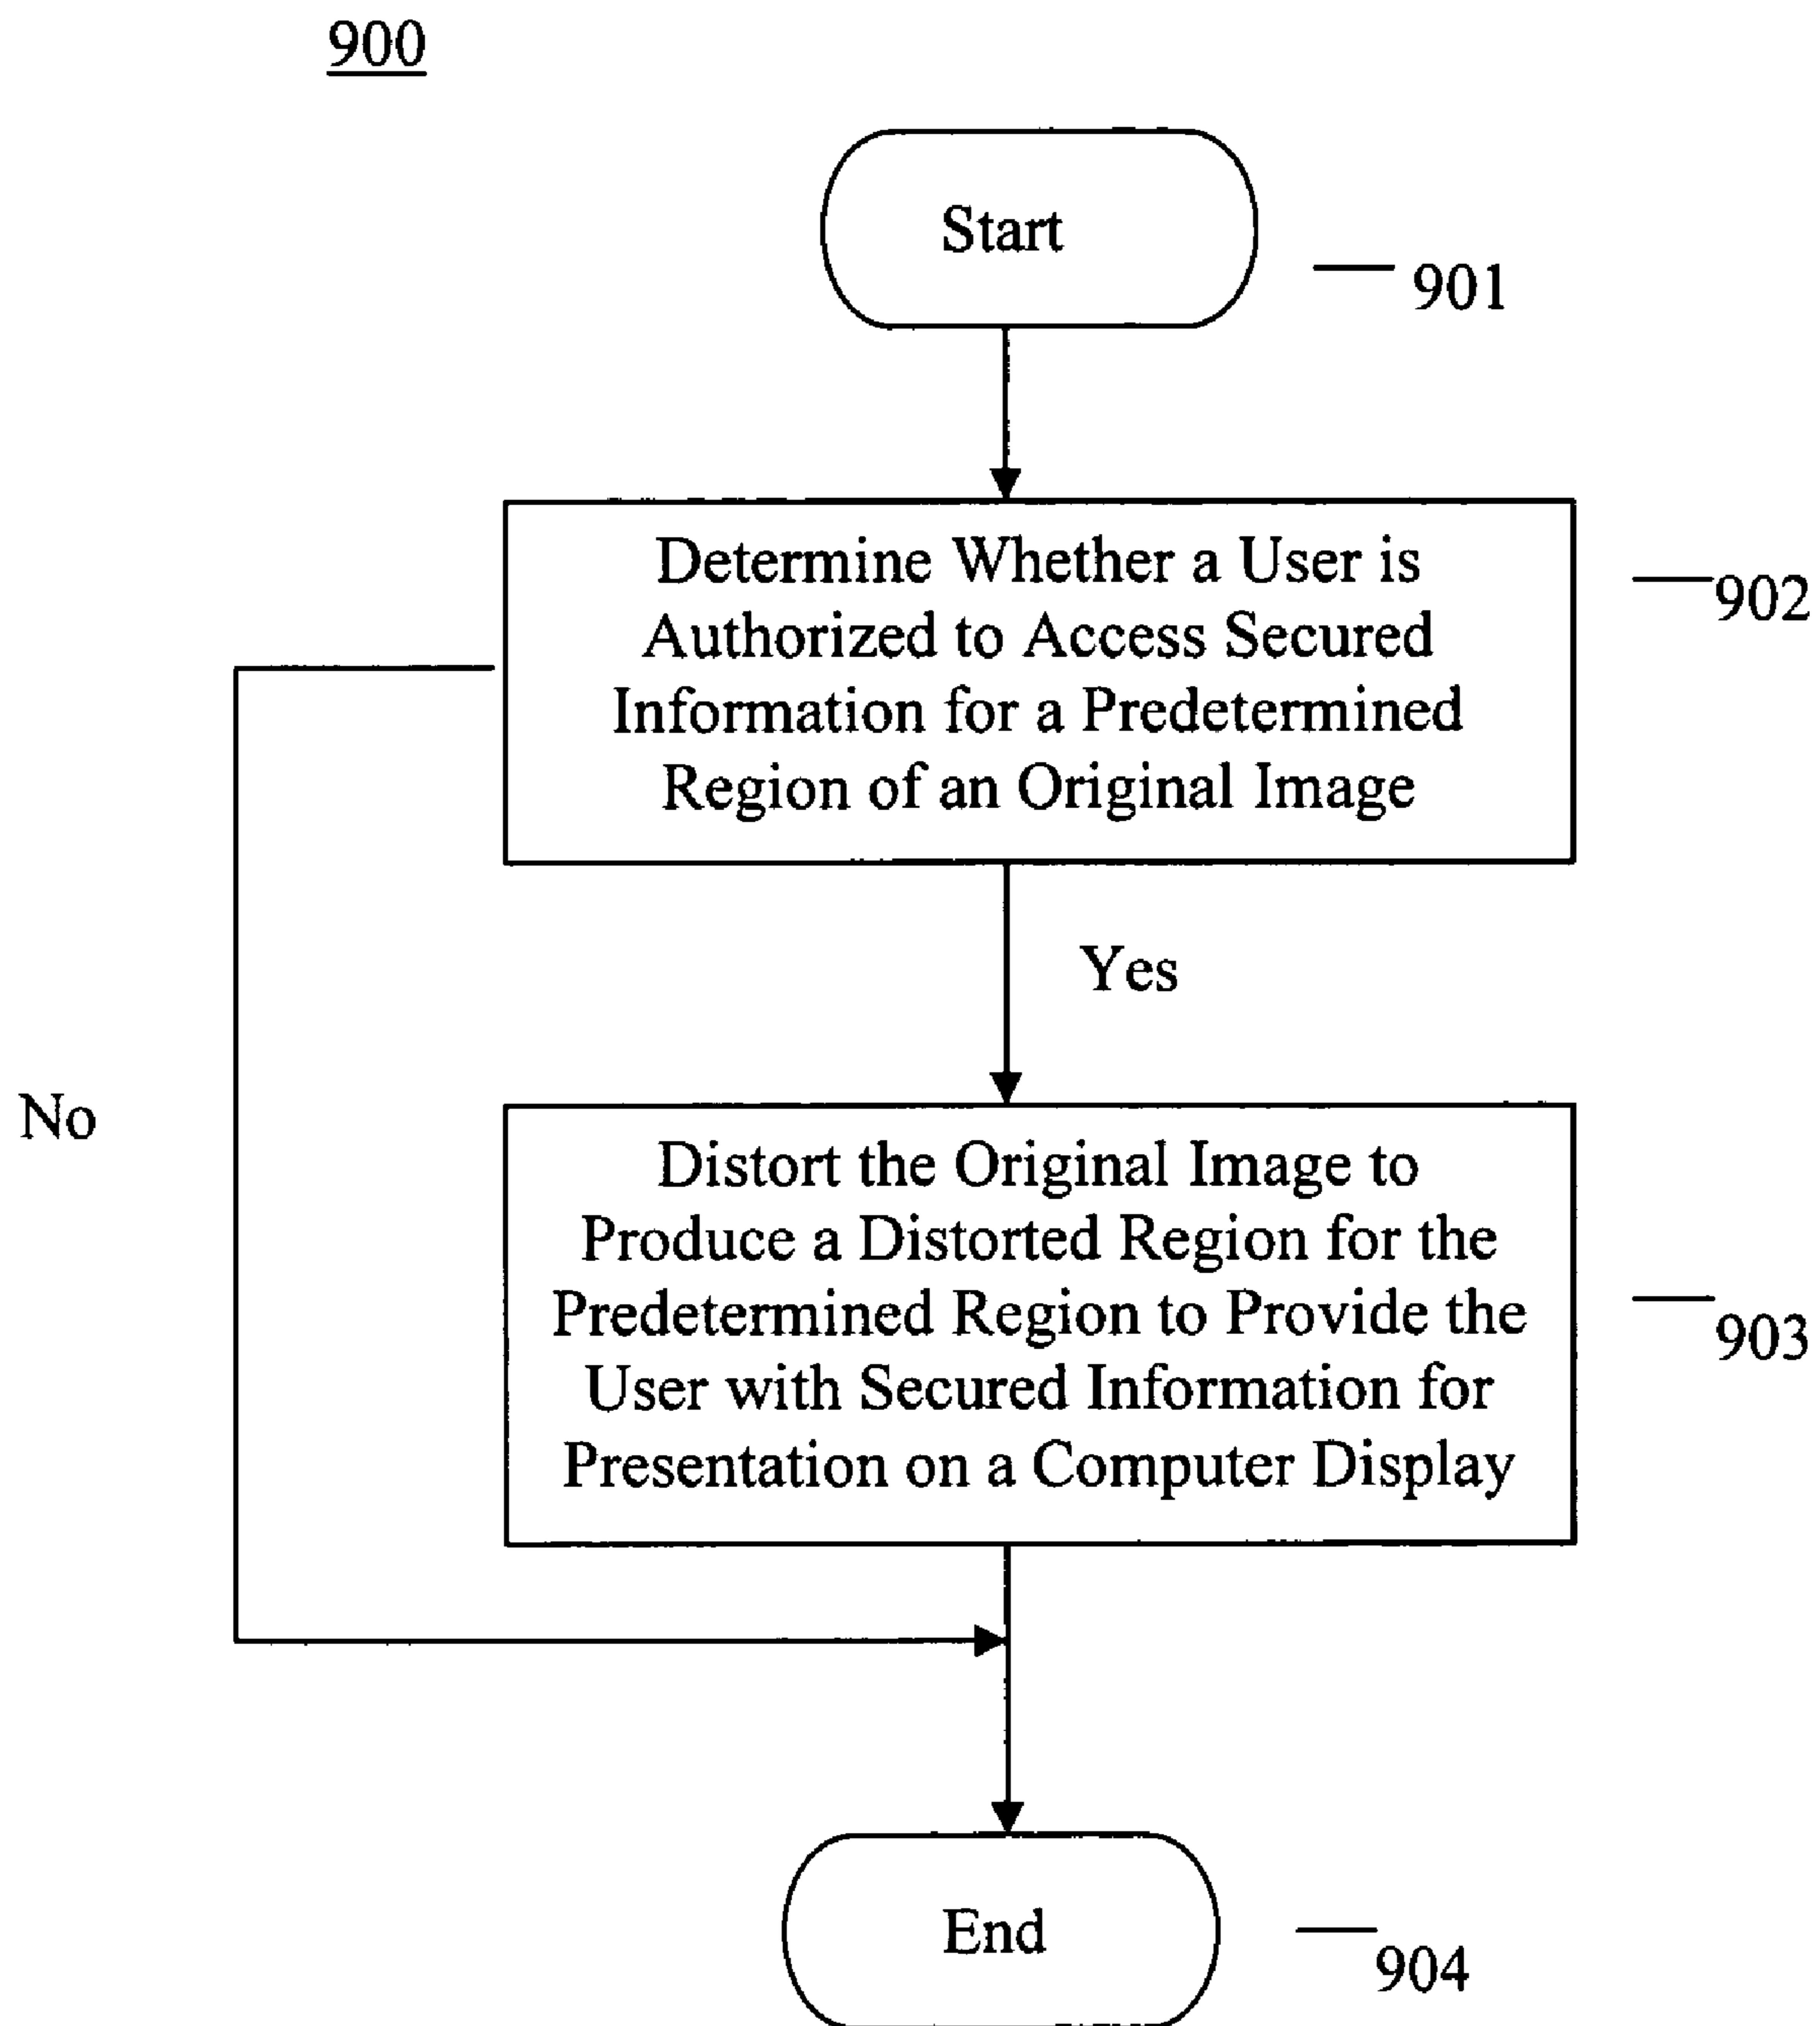 900
Start
901
Determine Whether a User is
Authorized to Access Secured
Information for a Predetermined
Region of an Original Image
902
Yes
No
Distort the Original Image to
Produce a Distorted Region for the
Predetermined Region to Provide the
User with Secured Information for
Presentation on a Computer Display
903
End
904